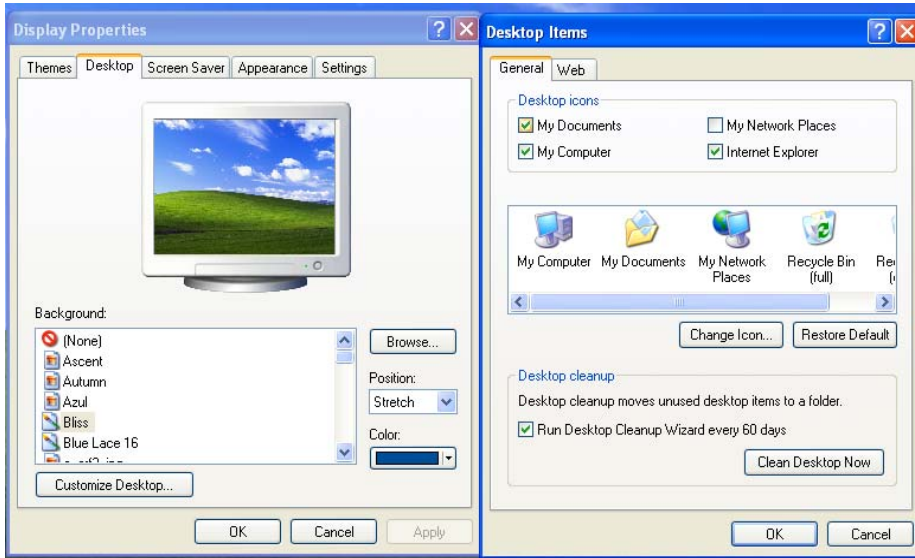 Display Properties
Themes Desktop Screen Saver Appearance Settings
Background:
(None)
Ascent
Autumn
Azul
Bliss
Blue Lace 16
Browse...
Position:
Stretch
Color:
Customize Desktop...
OK Cancel Apply
Desktop Items
General Web
Desktop icons
My Documents My Network Places
My Computer Internet Explorer
My Computer My Documents My Network Places Recycle Bin (full)
Change Icon... Restore Default
Desktop cleanup
Desktop cleanup moves unused desktop items to a folder.
Run Desktop Cleanup Wizard every 60 days
Clean Desktop Now
OK Cancel